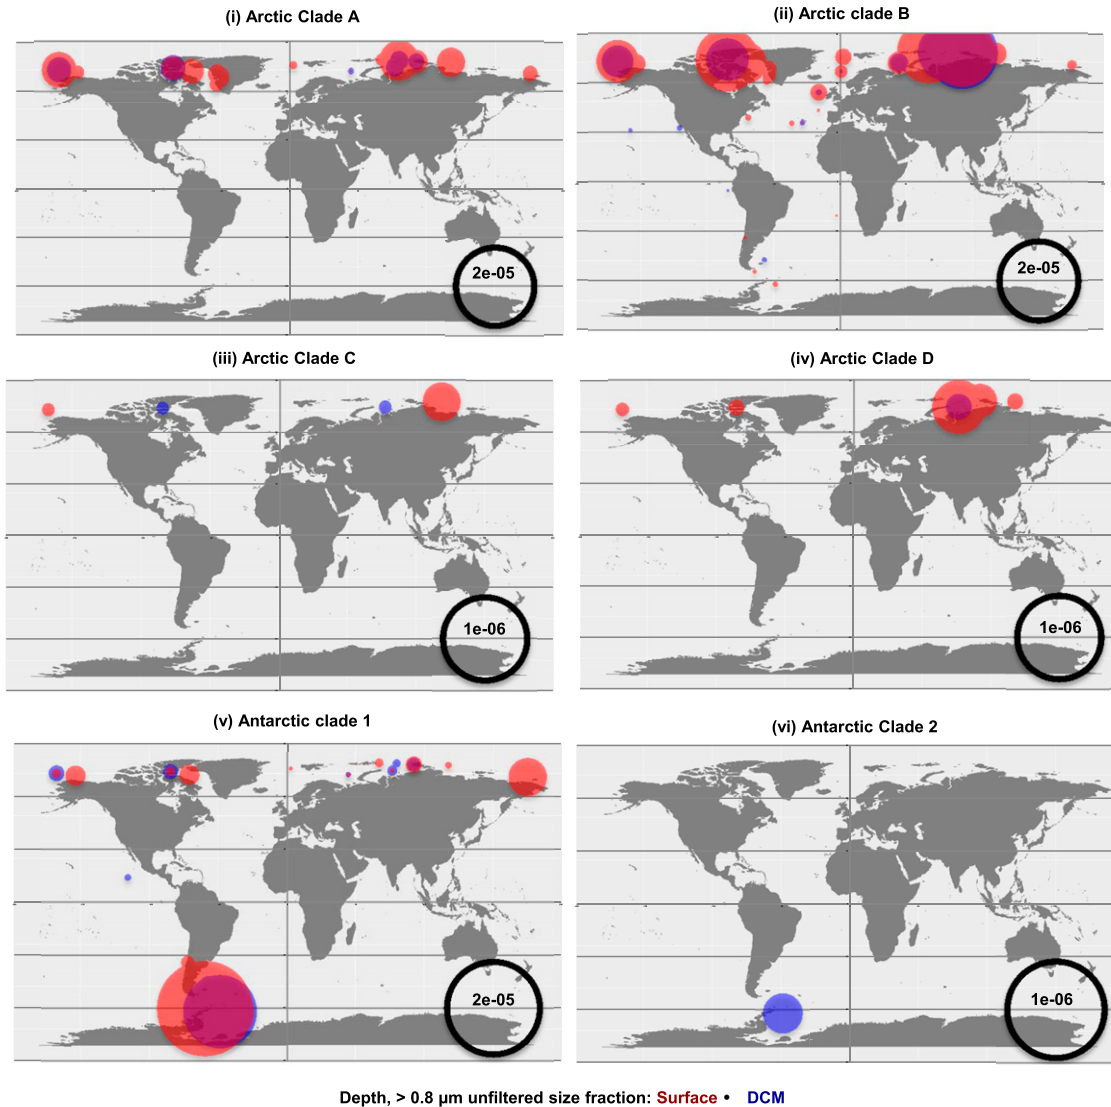 (i) Arctic Clade A
(ii) Arctic clade B
2e-05
2e-05
(iii) Arctic Clade C
(iv) Arctic Clade D
1e-06
1e-06
(v) Antarctic clade 1
(vi) Antarctic Clade 2
2e-05
1e-06
Depth, > 0.8 µm unfiltered size fraction: Surface • DCM